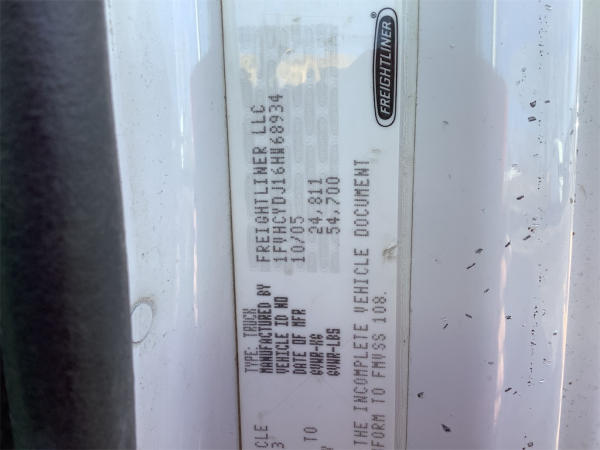 FREIGHTLINER®
TYPE: TRUCK
MANUFACTURED BY FREIGHTLINER LLC
VEHICLE ID NO 1FVHCYDJ16HW68934
DATE OF MFR 10/05
GVWR-KG 24,811
GVWR-LBS 54,700
CLE THE INCOMPLETE VEHICLE DOCUMENT
3 FORM TO FMVSS 108.
TO